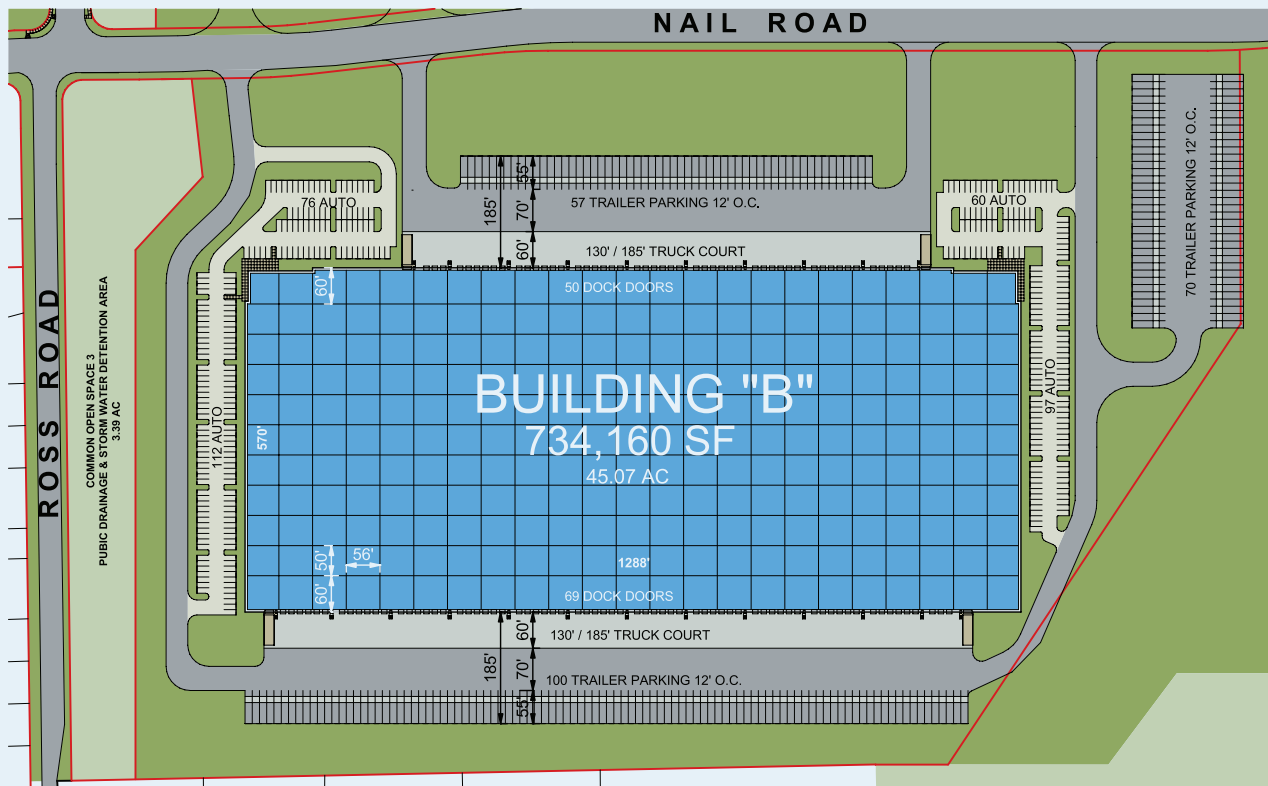 NAIL ROAD
55'
76 AUTO
185'
70'
57 TRAILER PARKING 12' O.C.
60 AUTO
70 TRAILER PARKING 12' O.C.
60'
130' / 185' TRUCK COURT
60'
50 DOCK DOORS
ROSS ROAD
COMMON OPEN SPACE 3
PUBIC DRAINAGE & STORM WATER DETENTION AREA
3.39 AC
112 AUTO
570'
BUILDING "B"
734,160 SF
45.07 AC
97 AUTO
50'
56'
1288'
60'
69 DOCK DOORS
60'
130' / 185' TRUCK COURT
185'
70'
100 TRAILER PARKING 12' O.C.
55'